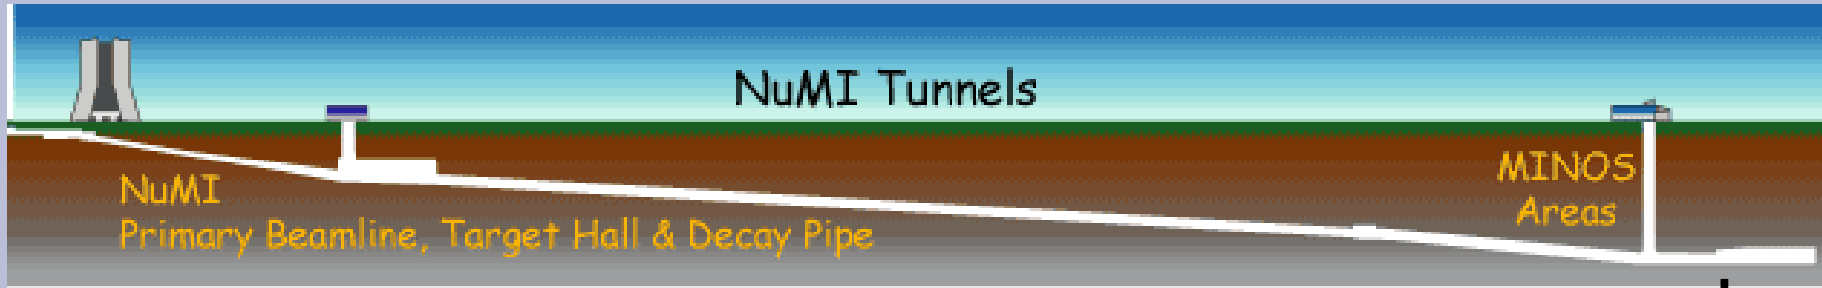 NuMI Tunnels
MINOS
Areas
NuMI
Primary Beamline, Target Hall & Decay Pipe